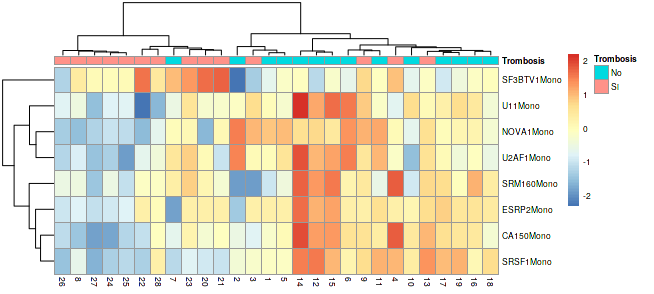 Trombosis
SF3BTV1Mono
U11Mono
NOVA1Mono
U2AF1Mono
SRM160Mono
ESRP2Mono
CA150Mono
SRSF1Mono
26 8 27 24 25 22 28 7 23 20 21 2 3 1 5 14 12 15 6 9 11 4 10 13 17 19 16 18
2
1
0
-1
-2
Trombosis
No
SI